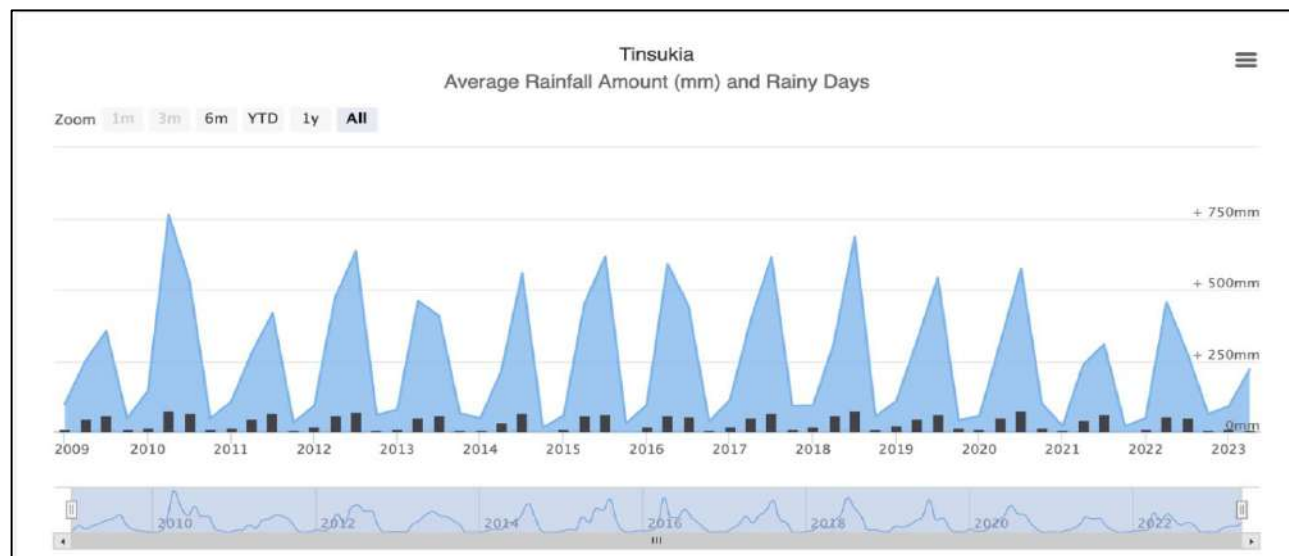 Tinsukia
Average Rainfall Amount (mm) and Rainy Days
Zoom 1m 3m 6m YTD 1y All
+ 750mm
+ 500mm
+ 250mm
0mm
2009 2010 2011 2012 2013 2014 2015 2016 2017 2018 2019 2020 2021 2022 2023
2010 2012 2014 2016 2018 2020 2022